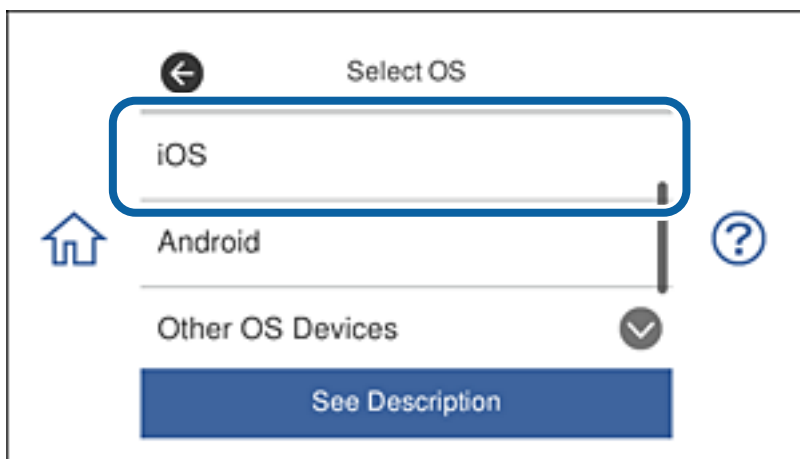 Select OS
iOS
Android
?
Other OS Devices
See Description